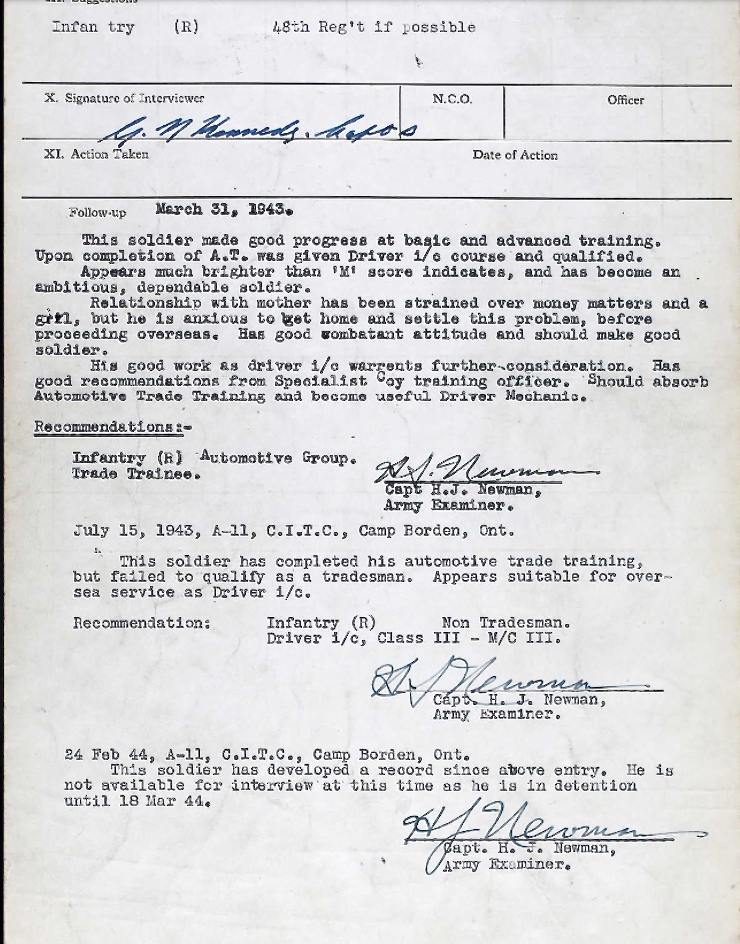 Infan try (R) 48th Reg't if possible
X. Signature of Interviewer N.C.O. Officer
G. N Kennedy. Capt
XI. Action Taken Date of Action
Follow-up March 31, 1943.
This soldier made good progress at basic and advanced training.
Upon completion of A.T. was given Driver i/c course and qualified.
Appears much brighter than 'M' score indicates, and has become an
ambitious, dependable soldier.
Relationship with mother has been strained over money matters and a
girl, but he is anxious to get home and settle this problem, before
proceeding overseas. Has good combatant attitude and should make good
soldier.
His good work as driver i/c warrents further consideration. Has
good recommendations from Specialist Coy training officer. Should absorb
Automotive Trade Training and become useful Driver Mechanic.
Recommendations:-
Infantry (R) Automotive Group.
Trade Trainee.
H.J. Newman
Capt H.J. Newman,
Army Examiner.
July 15, 1943, A-11, C.I.T.C., Camp Borden, Ont.
This soldier has completed his automotive trade training,
but failed to qualify as a tradesman. Appears suitable for over-
sea service as Driver i/c.
Recommendation: Infantry (R) Non Tradesman.
Driver i/c, Class III - M/C III.
H J Newman
Capt. H. J. Newman,
Army Examiner.
24 Feb 44, A-11, C.I.T.C., Camp Borden, Ont.
This soldier has developed a record since above entry. He is
not available for interview at this time as he is in detention
until 18 Mar 44.
H J Newman
Capt. H. J. Newman,
Army Examiner.